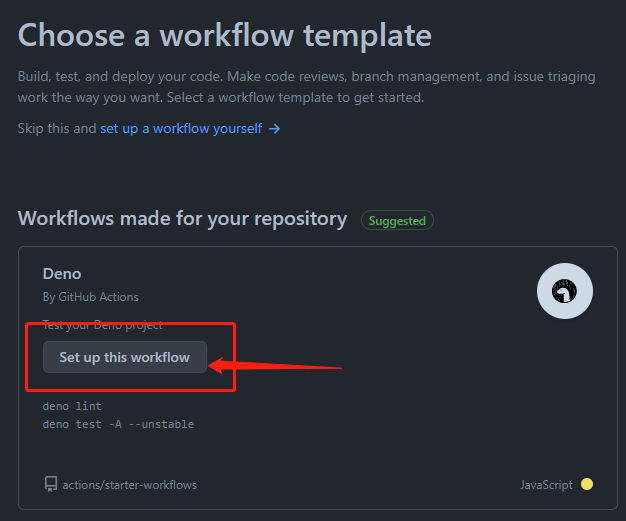 Choose a workflow template
Build, test, and deploy your code. Make code reviews, branch management, and issue triaging
work the way you want. Select a workflow template to get started.
Skip this and set up a workflow yourself →
Workflows made for your repository Suggested
Deno
By GitHub Actions
Test your Deno project
Set up this workflow
deno lint
deno test -A --unstable
actions/starter-workflows JavaScript